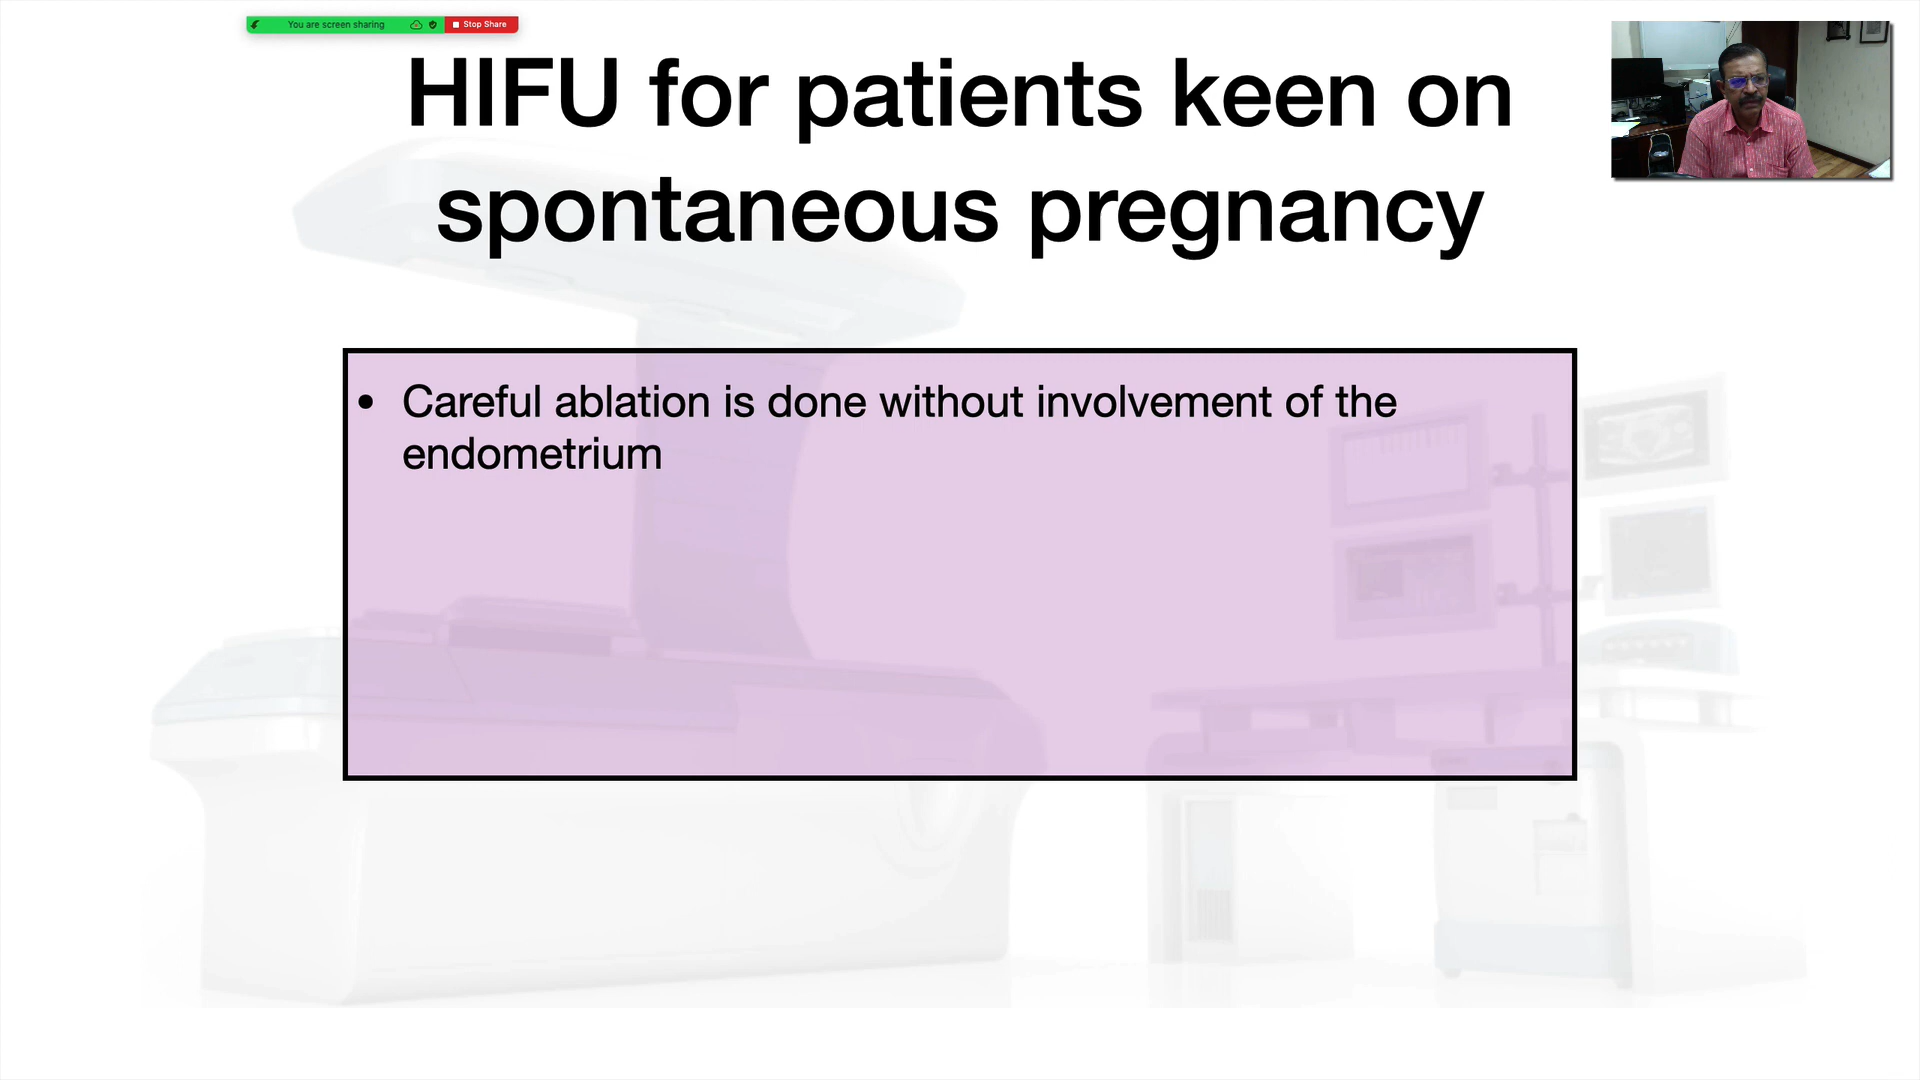 You are screen sharing
Stop Share
HIFU for patients keen on
spontaneous pregnancy
• Careful ablation is done without involvement of the
endometrium